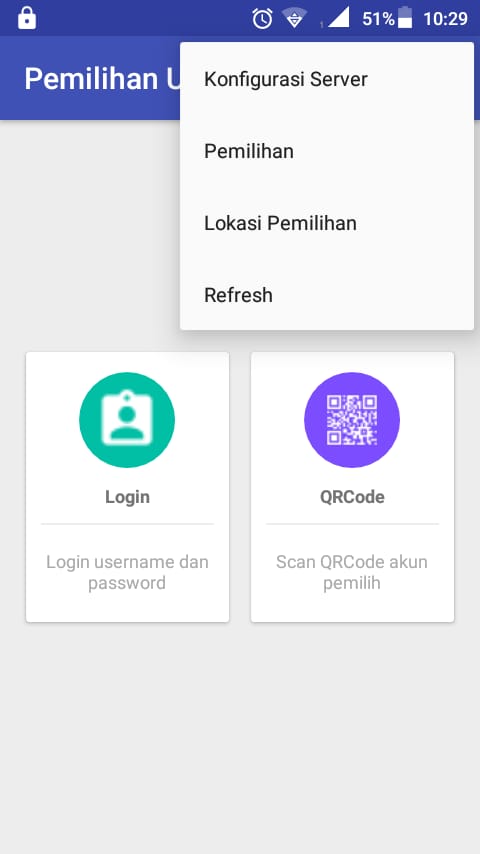 51% 10:29
Pemilihan U
Konfigurasi Server
Pemilihan
Lokasi Pemilihan
Refresh
Login
Login username dan
password
QRCode
Scan QRCode akun
pemilih